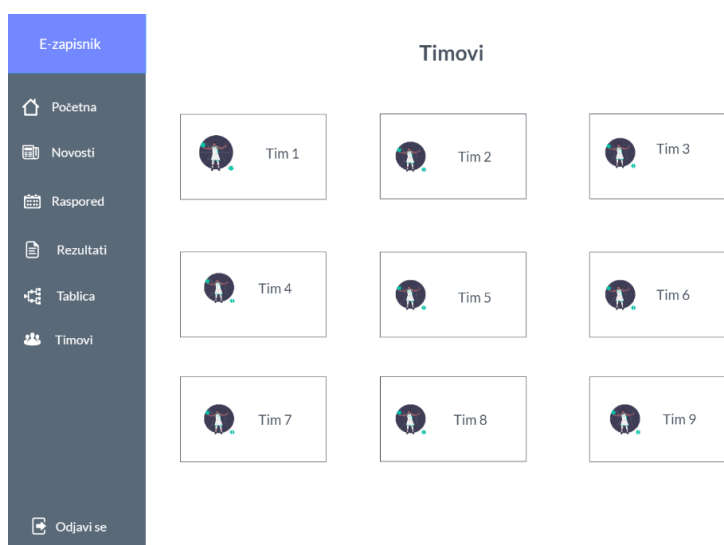 E-zapisnik
Početna
Novosti
Raspored
Rezultati
Tablica
Timovi
Odjavi se
Timovi
Tim 1
Tim 2
Tim 3
Tim 4
Tim 5
Tim 6
Tim 7
Tim 8
Tim 9